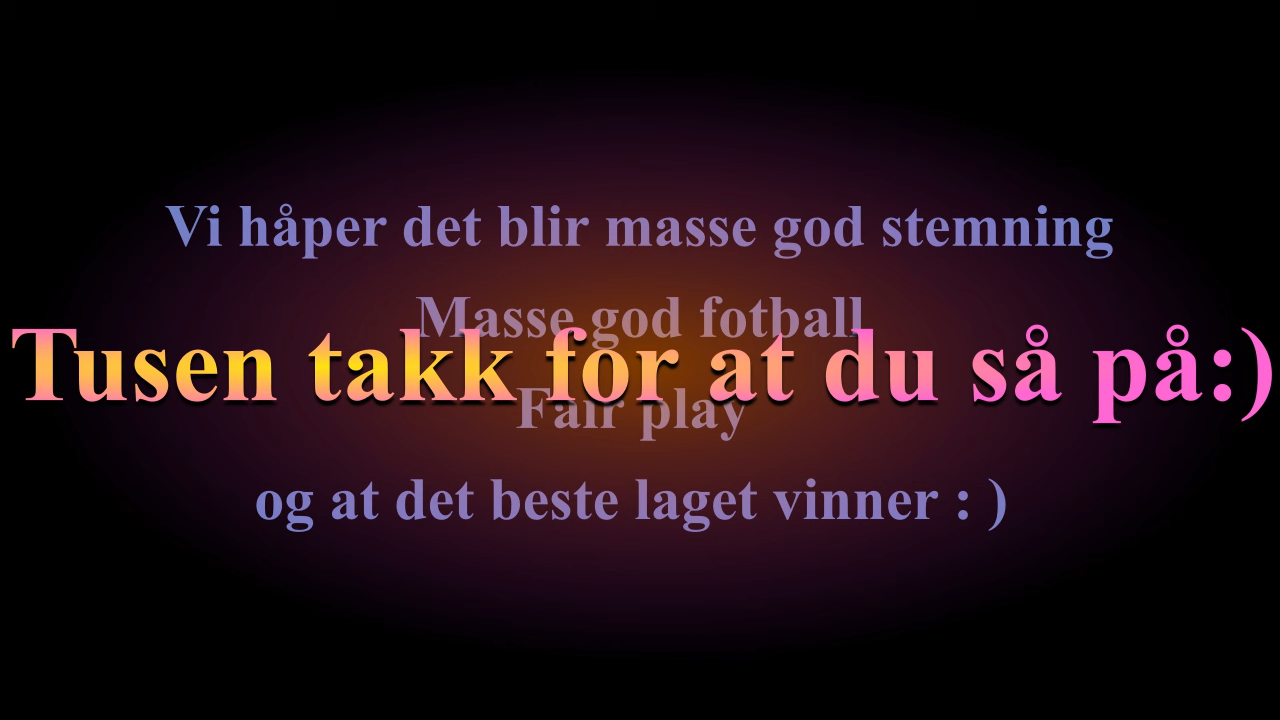 Vi håper det blir masse god stemning
Masse god fotball
Tusen takk for at du så på:)
Fair play
og at det beste laget vinner : )